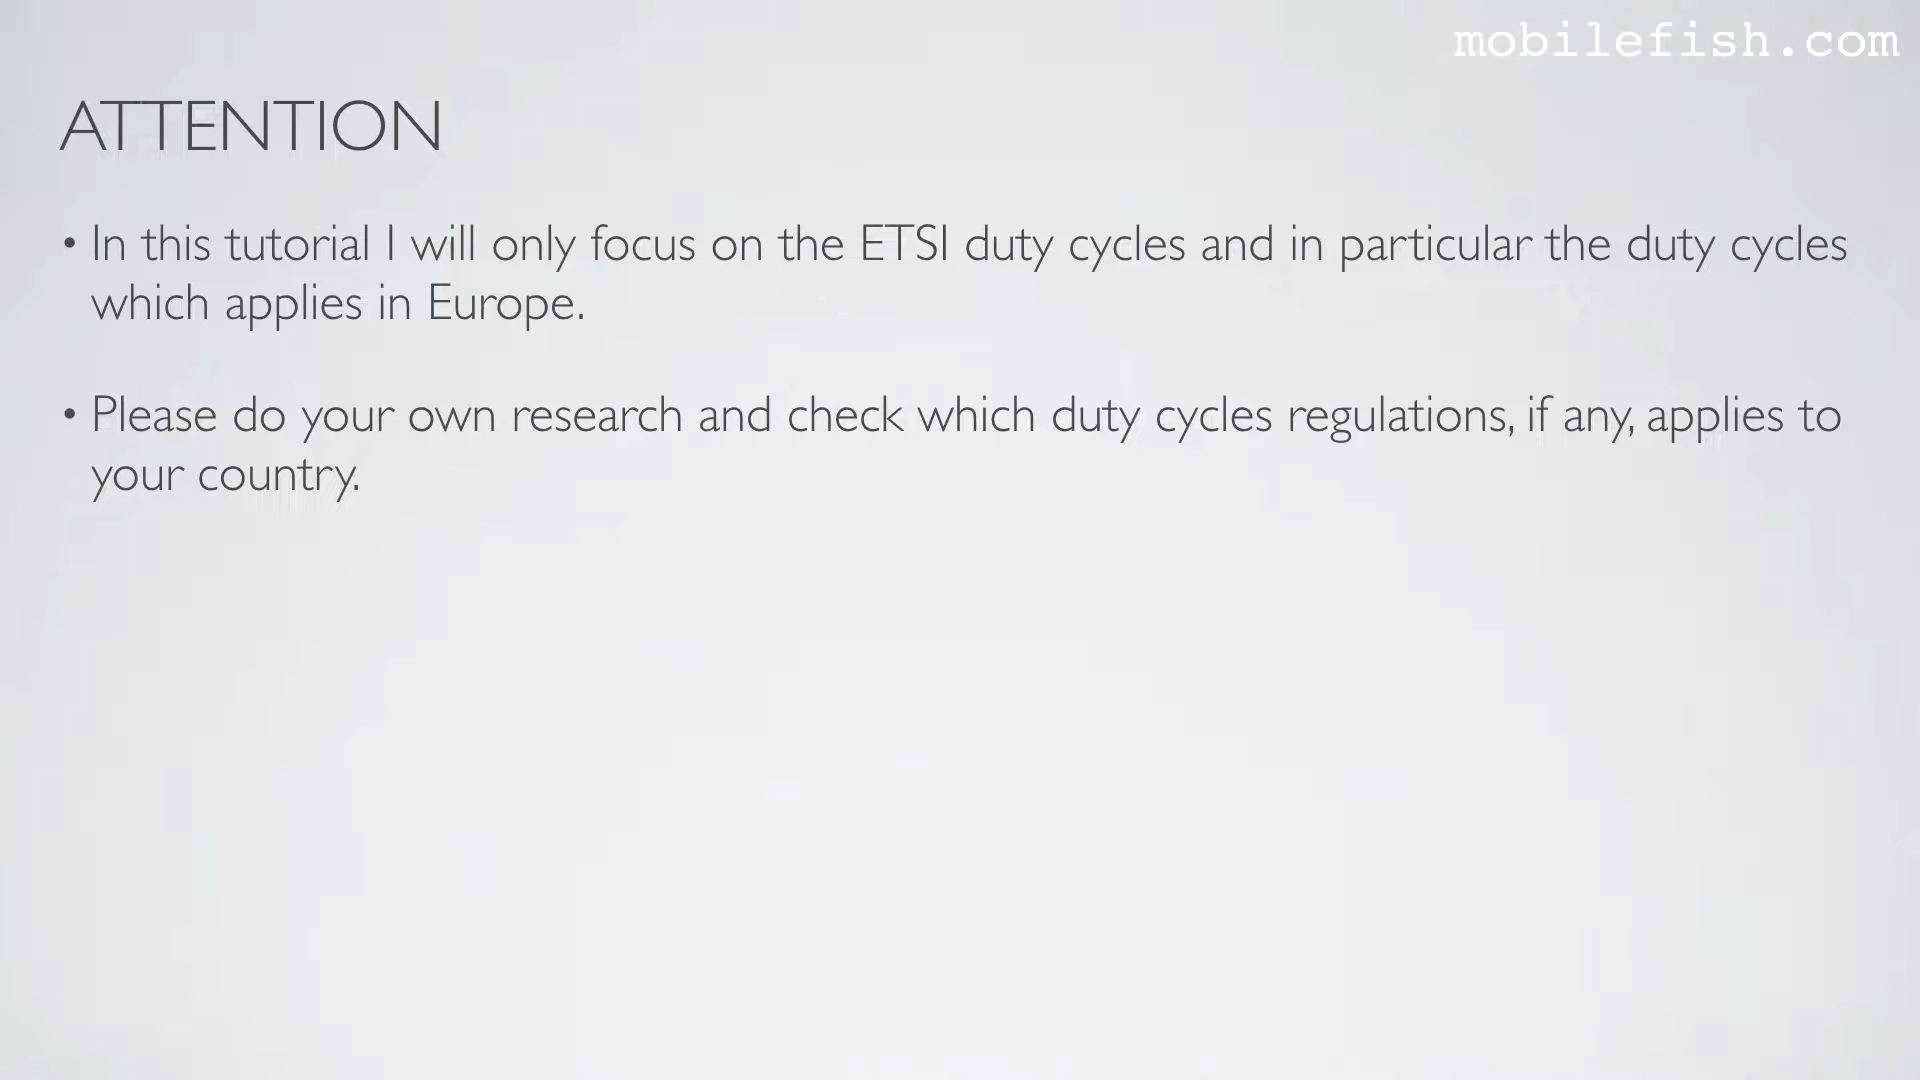 mobilefish.com
ATTENTION
• In this tutorial I will only focus on the ETSI duty cycles and in particular the duty cycles
which applies in Europe.
• Please do your own research and check which duty cycles regulations, if any, applies to
your country.